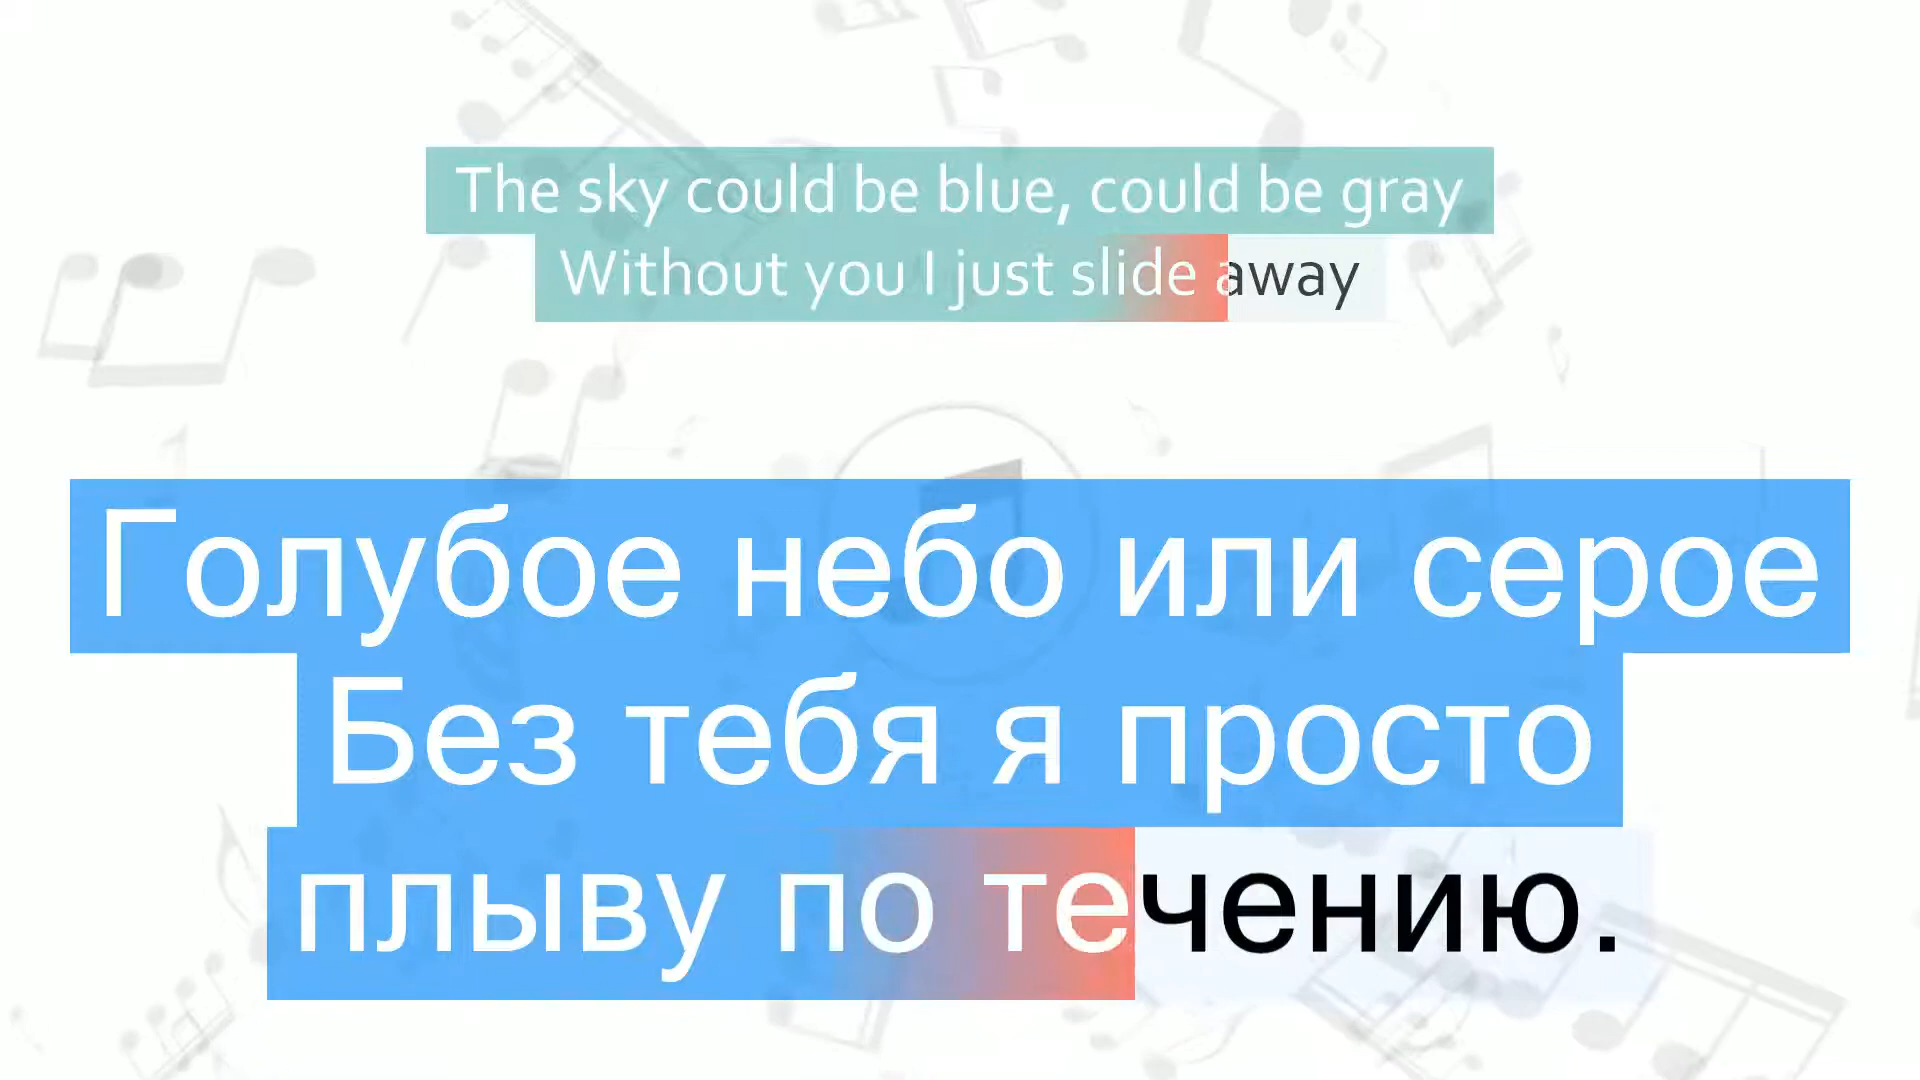 The sky could be blue, could be gray
Without you I just slide away
Голубое небо или серое
Без тебя я просто
плыву по течению.